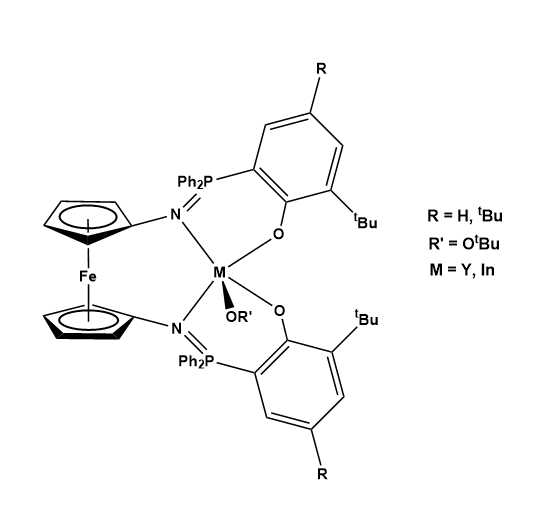 R
Ph₂P
N
ᵗBu
O
R = H, ᵗBu
R' = OᵗBu
M = Y, In
Fe
M
OR'
O
N
ᵗBu
Ph₂P
R